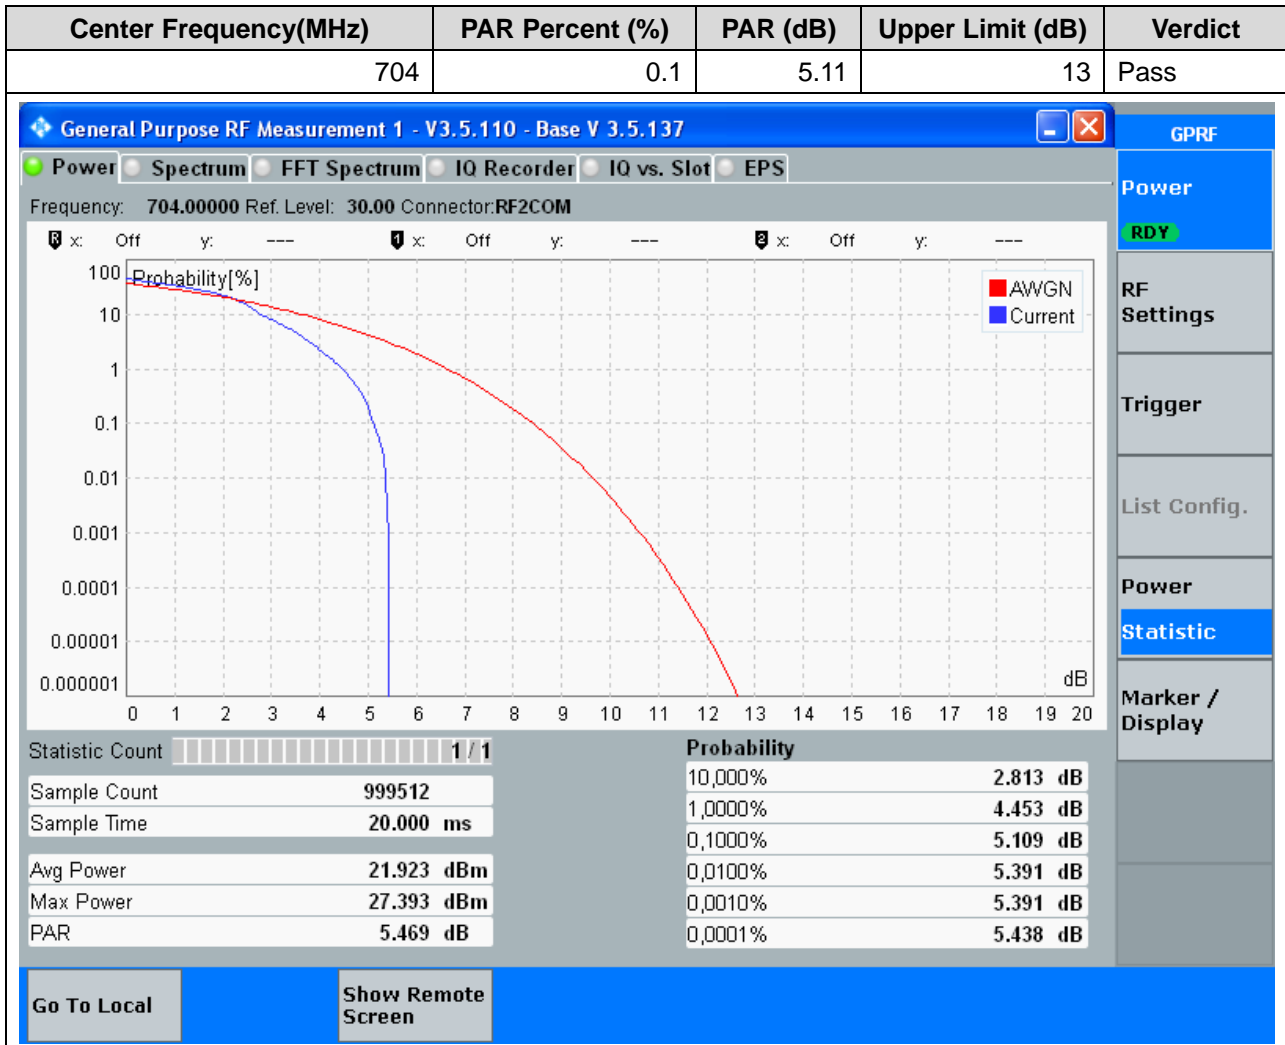 Center Frequency(MHz) PAR Percent (%) PAR (dB) Upper Limit (dB) Verdict
704 0.1 5.11 13 Pass
General Purpose RF Measurement 1 - V3.5.110 - Base V 3.5.137
GPRF
Power Spectrum FFT Spectrum IQ Recorder IQ vs. Slot EPS
Power
RDY
Frequency: 704.00000 Ref. Level: 30.00 Connector:RF2COM
R x: Off y: --- 1 x: Off y: --- 2 x: Off y: ---
Probability[%]
AWGN
Current
100
10
1
0.1
0.01
0.001
0.0001
0.00001
0.000001
dB
0 1 2 3 4 5 6 7 8 9 10 11 12 13 14 15 16 17 18 19 20
RF
Settings
Trigger
List Config.
Power
Statistic
Marker /
Display
Statistic Count 1 / 1
Sample Count 999512
Sample Time 20.000 ms
Avg Power 21.923 dBm
Max Power 27.393 dBm
PAR 5.469 dB
Probability
10,000% 2.813 dB
1,0000% 4.453 dB
0,1000% 5.109 dB
0,0100% 5.391 dB
0,0010% 5.391 dB
0,0001% 5.438 dB
Go To Local
Show Remote
Screen